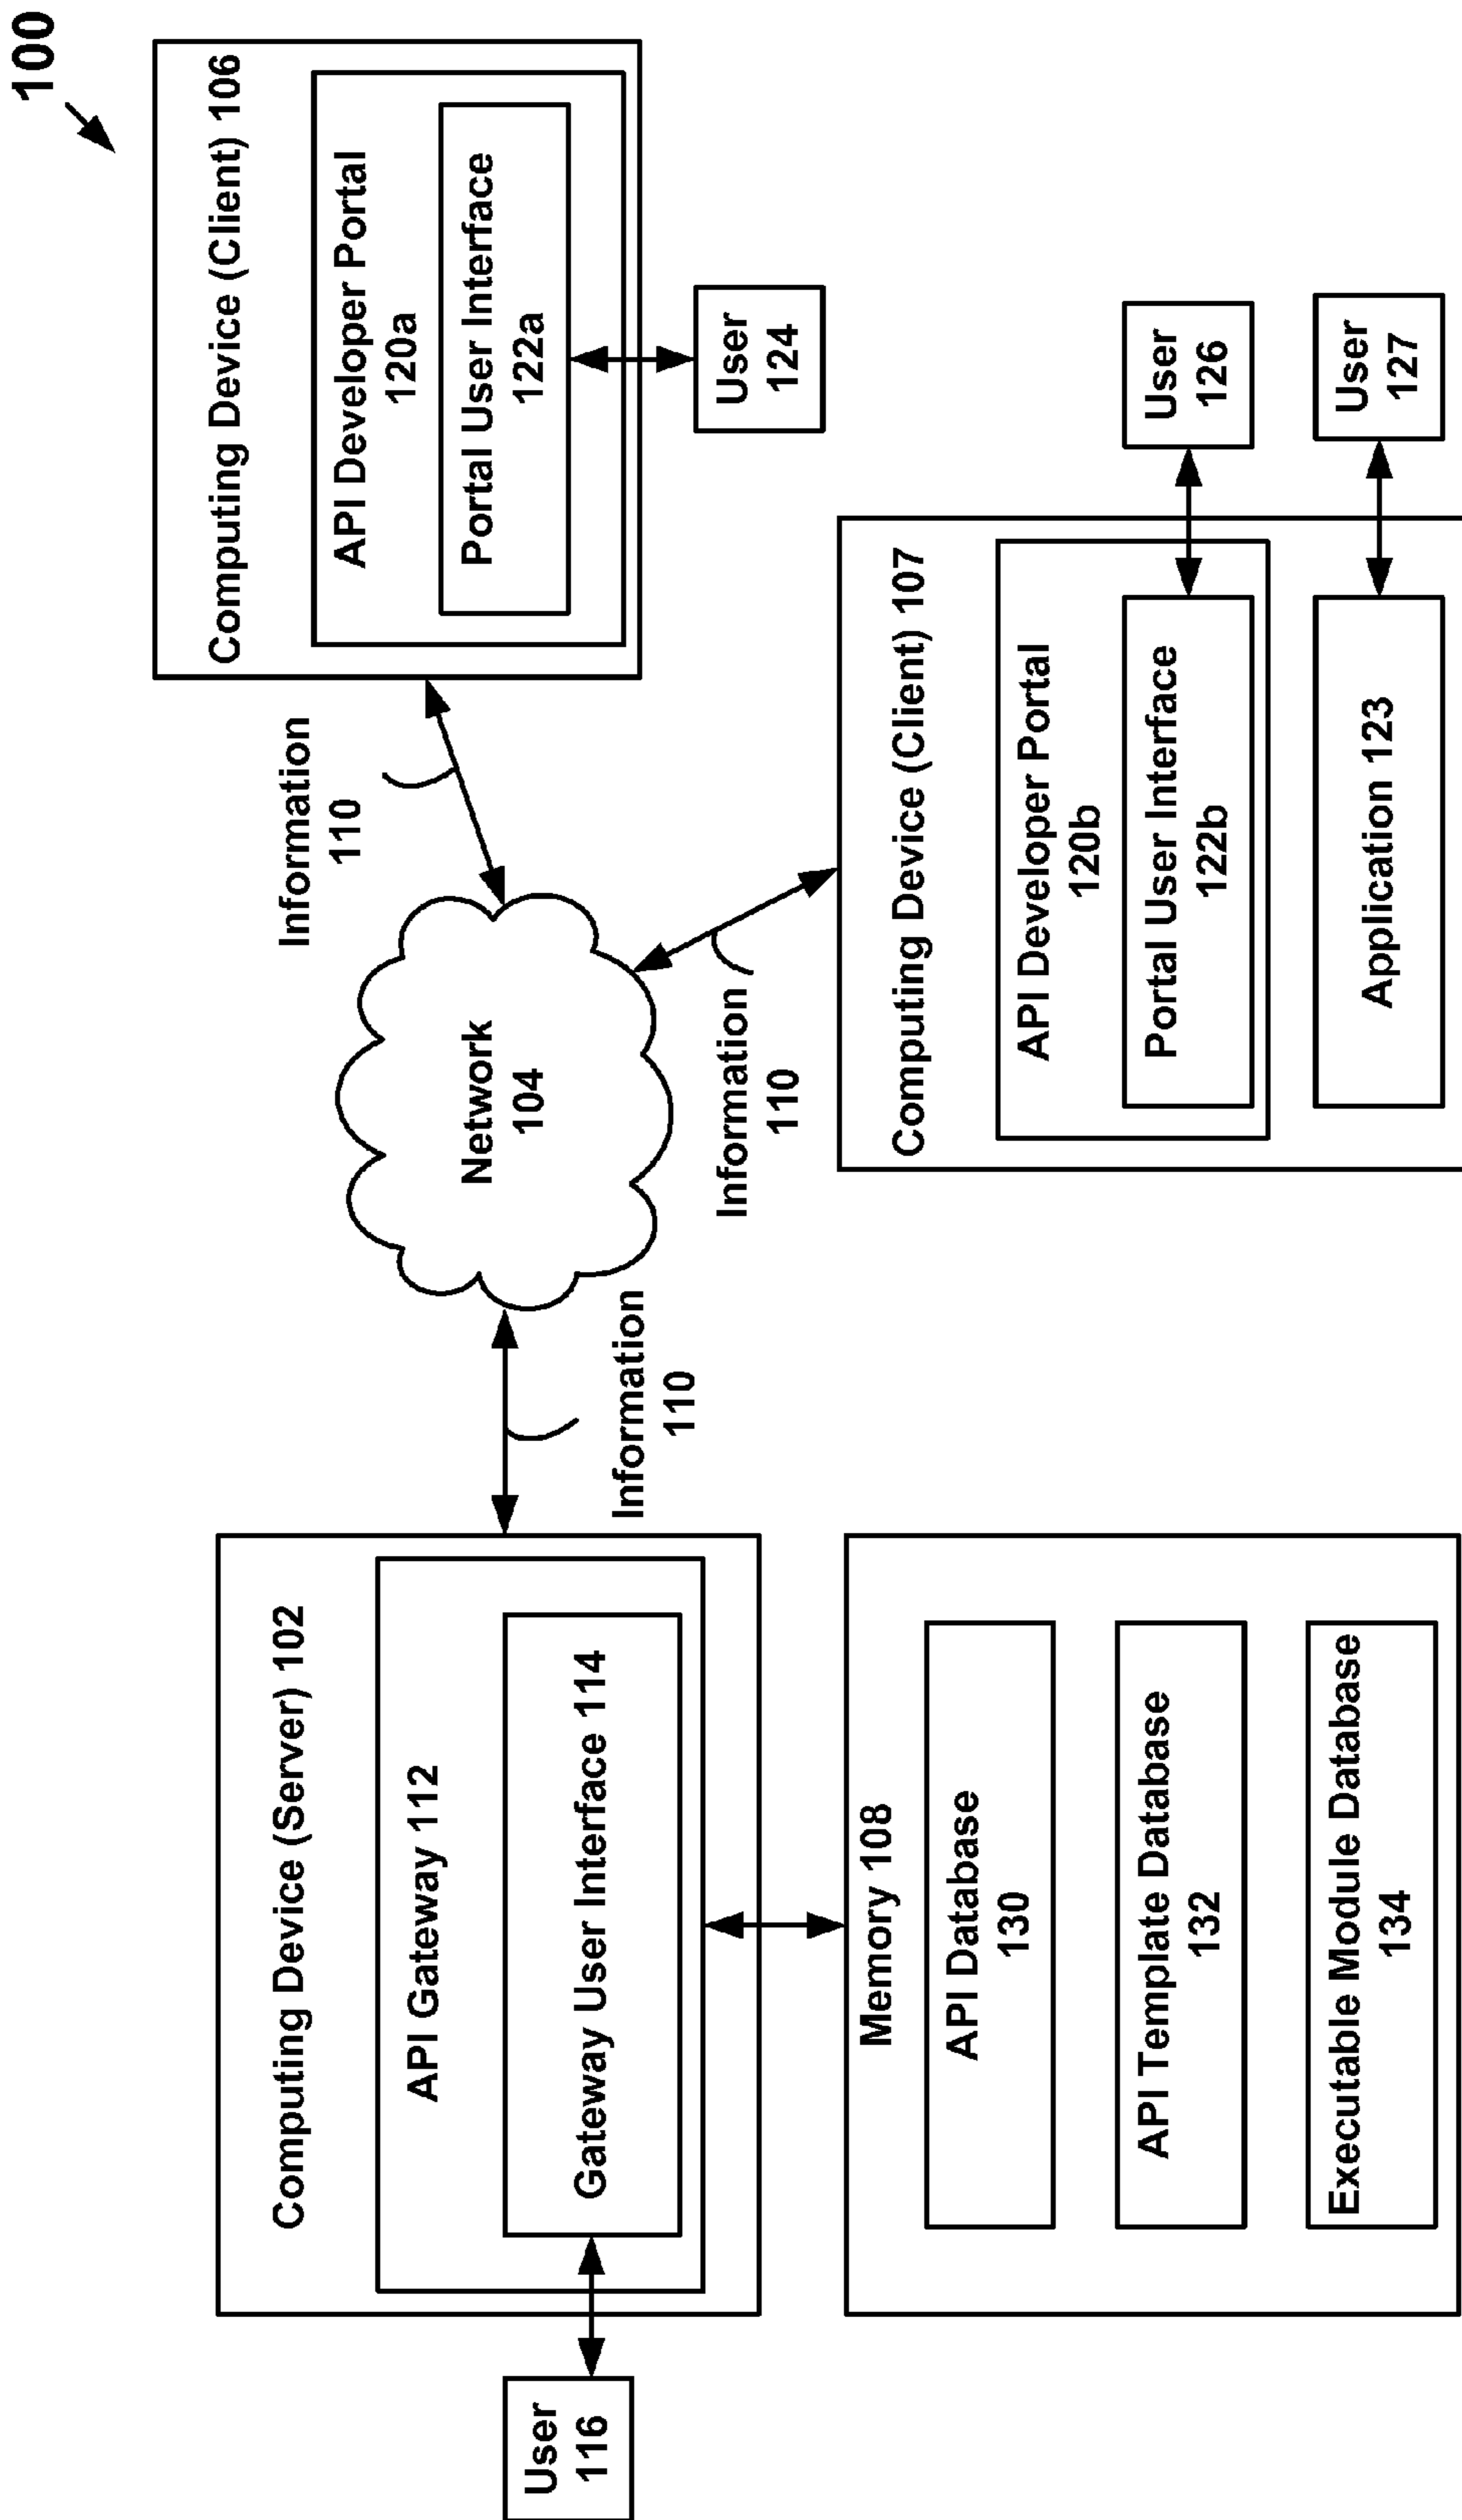 100
Computing Device (Server) 102
API Gateway 112
Gateway User Interface 114
User
116
Memory 108
API Database
130
API Template Database
132
Executable Module Database
134
Information
110
Network
104
Information
110
Information
110
Computing Device (Client) 106
API Developer Portal
120a
Portal User Interface
122a
User
124
Computing Device (Client) 107
API Developer Portal
120b
Portal User Interface
122b
Application 123
User
126
User
127